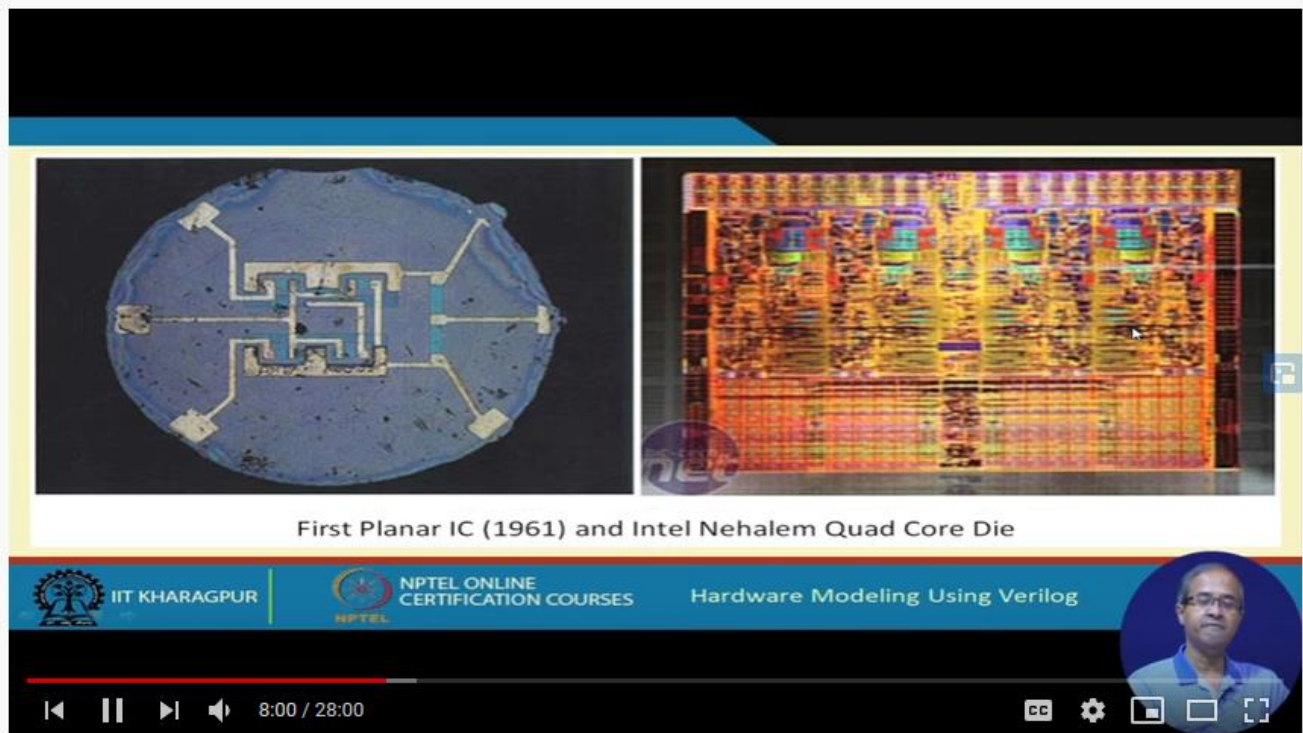 First Planar IC (1961) and Intel Nehalem Quad Core Die
IIT KHARAGPUR
NPTEL
NPTEL ONLINE
CERTIFICATION COURSES
Hardware Modeling Using Verilog
8:00 / 28:00
CC